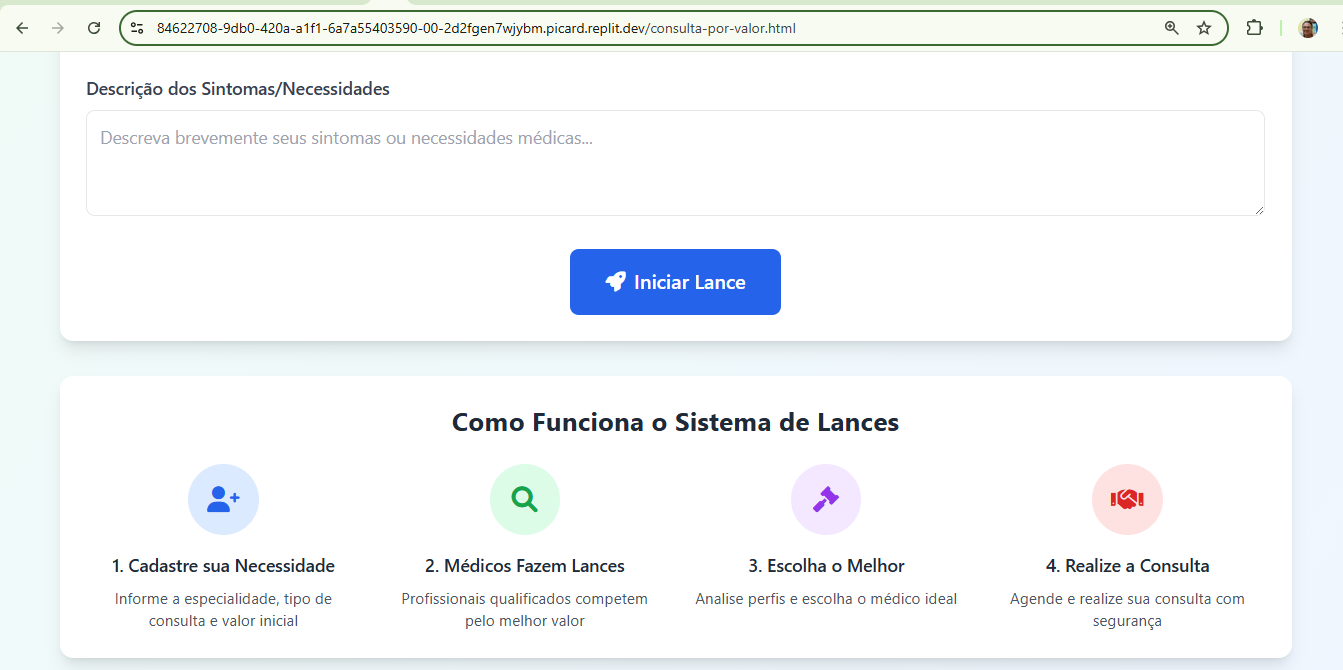 84622708-9db0-420a-a1f1-6a7a55403590-00-2d2fgen7wjybm.picard.replit.dev/consulta-por-valor.html
Descrição dos Sintomas/Necessidades
Descreva brevemente seus sintomas ou necessidades médicas...
Iniciar Lance
Como Funciona o Sistema de Lances
1. Cadastre sua Necessidade
Informe a especialidade, tipo de
consulta e valor inicial
2. Médicos Fazem Lances
Profissionais qualificados competem
pelo melhor valor
3. Escolha o Melhor
Analise perfis e escolha o médico ideal
4. Realize a Consulta
Agende e realize sua consulta com
segurança